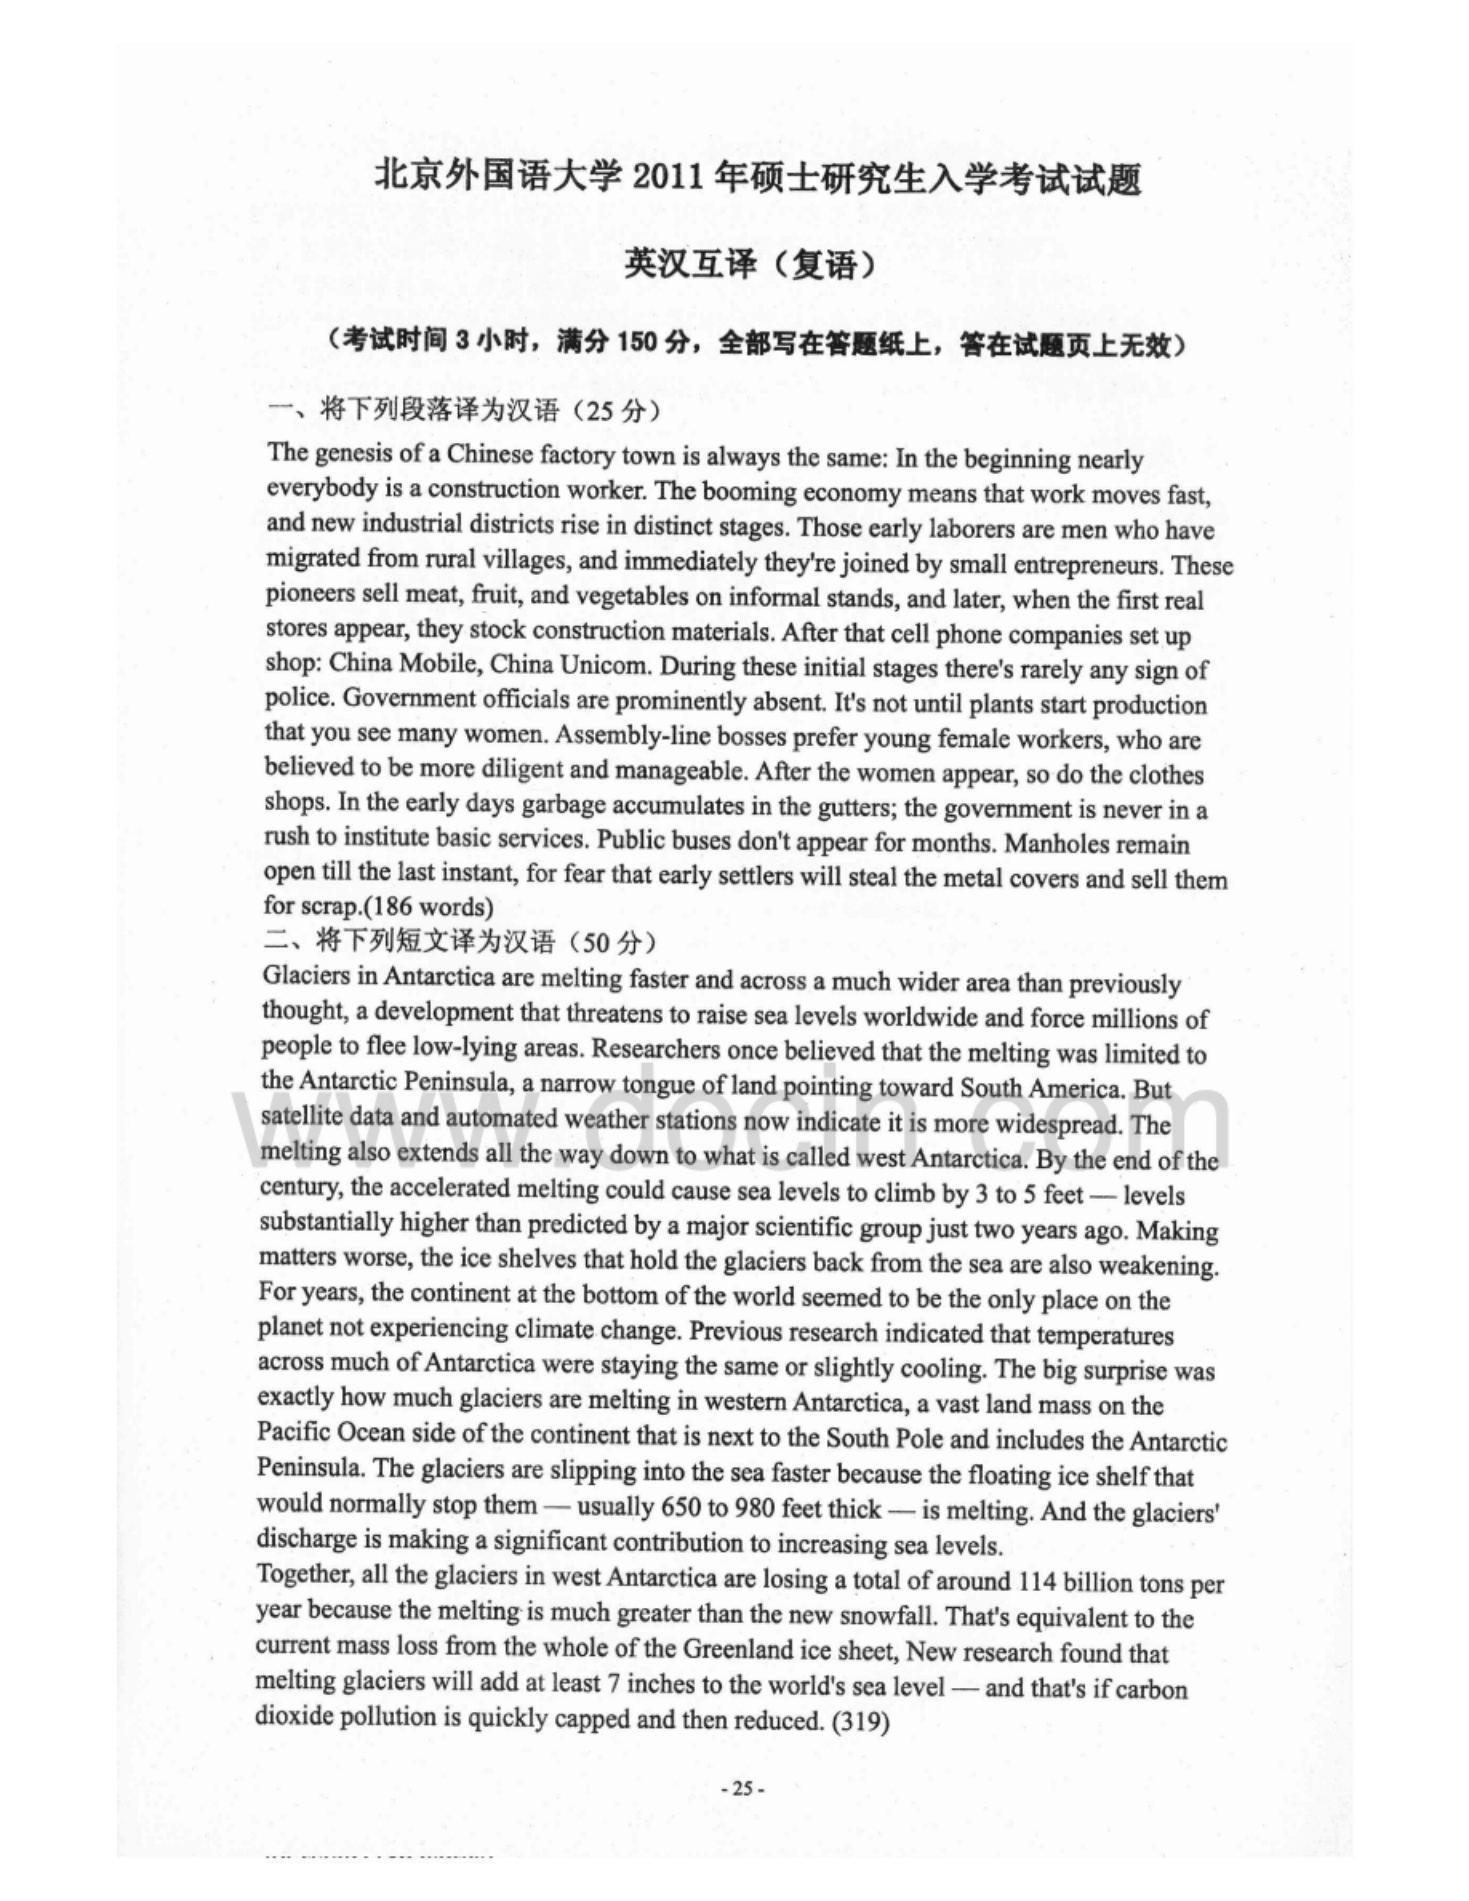 北京外国语大学 2011 年硕士研究生入学考试试题
英汉互译（复语）
（考试时间 3 小时，满分 150 分，全部写在答题纸上，答在试题页上无效）
一、将下列段落译为汉语（25 分）
The genesis of a Chinese factory town is always the same: In the beginning nearly
everybody is a construction worker. The booming economy means that work moves fast,
and new industrial districts rise in distinct stages. Those early laborers are men who have
migrated from rural villages, and immediately they're joined by small entrepreneurs. These
pioneers sell meat, fruit, and vegetables on informal stands, and later, when the first real
stores appear, they stock construction materials. After that cell phone companies set up
shop: China Mobile, China Unicom. During these initial stages there's rarely any sign of
police. Government officials are prominently absent. It's not until plants start production
that you see many women. Assembly-line bosses prefer young female workers, who are
believed to be more diligent and manageable. After the women appear, so do the clothes
shops. In the early days garbage accumulates in the gutters; the government is never in a
rush to institute basic services. Public buses don't appear for months. Manholes remain
open till the last instant, for fear that early settlers will steal the metal covers and sell them
for scrap.(186 words)
二、将下列短文译为汉语（50 分）
Glaciers in Antarctica are melting faster and across a much wider area than previously
thought, a development that threatens to raise sea levels worldwide and force millions of
people to flee low-lying areas. Researchers once believed that the melting was limited to
the Antarctic Peninsula, a narrow tongue of land pointing toward South America. But
satellite data and automated weather stations now indicate it is more widespread. The
melting also extends all the way down to what is called west Antarctica. By the end of the
century, the accelerated melting could cause sea levels to climb by 3 to 5 feet — levels
substantially higher than predicted by a major scientific group just two years ago. Making
matters worse, the ice shelves that hold the glaciers back from the sea are also weakening.
For years, the continent at the bottom of the world seemed to be the only place on the
planet not experiencing climate change. Previous research indicated that temperatures
across much of Antarctica were staying the same or slightly cooling. The big surprise was
exactly how much glaciers are melting in western Antarctica, a vast land mass on the
Pacific Ocean side of the continent that is next to the South Pole and includes the Antarctic
Peninsula. The glaciers are slipping into the sea faster because the floating ice shelf that
would normally stop them — usually 650 to 980 feet thick — is melting. And the glaciers'
discharge is making a significant contribution to increasing sea levels.
Together, all the glaciers in west Antarctica are losing a total of around 114 billion tons per
year because the melting is much greater than the new snowfall. That's equivalent to the
current mass loss from the whole of the Greenland ice sheet, New research found that
melting glaciers will add at least 7 inches to the world's sea level — and that's if carbon
dioxide pollution is quickly capped and then reduced. (319)
www.docin.com
- 25 -